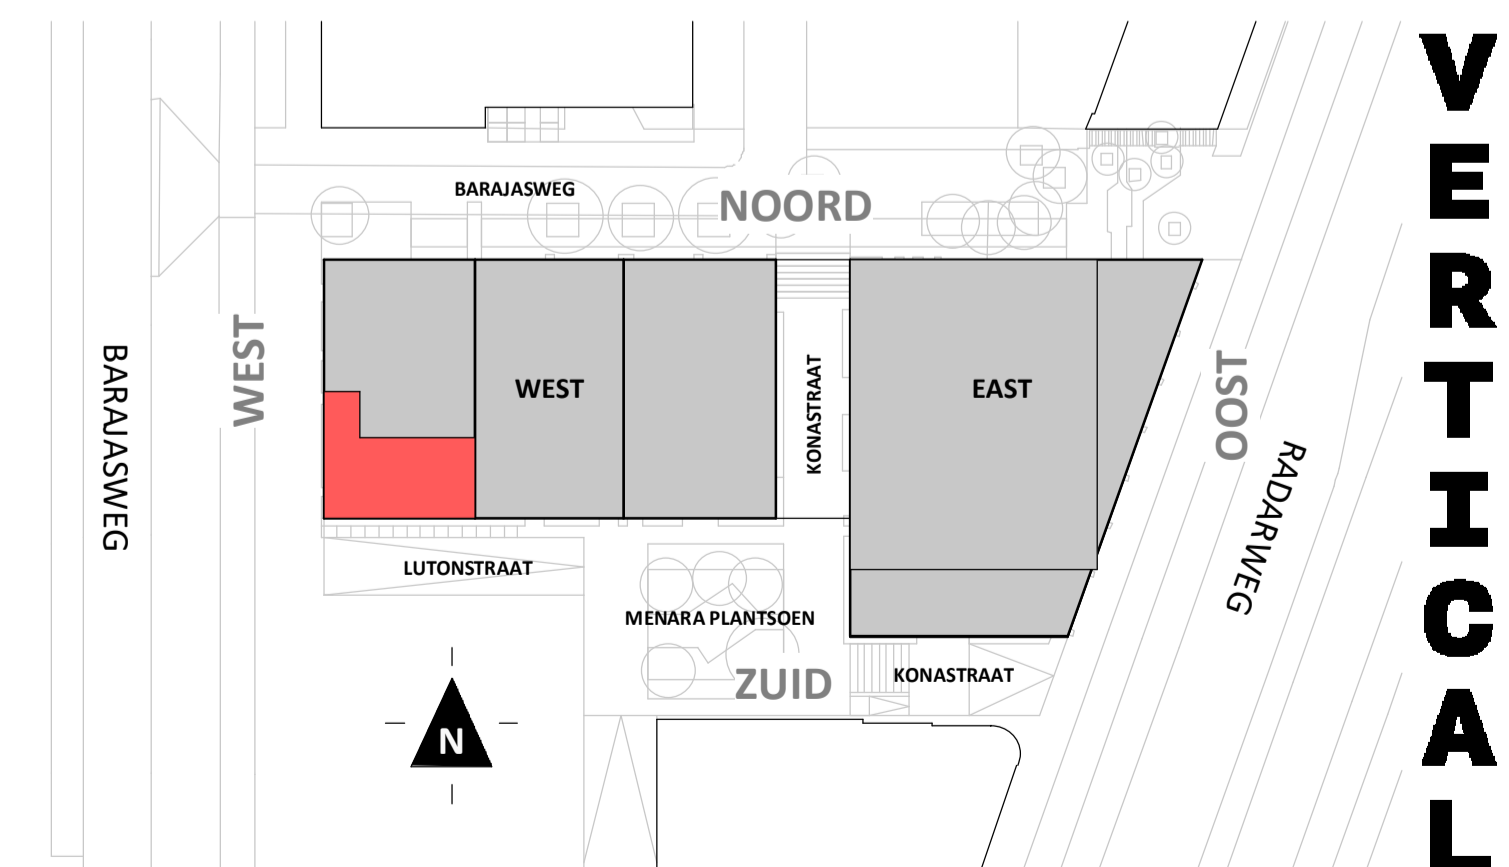 BARAJASWEG
NOORD
WEST
BARAJASWEG
WEST
KONASTRAAT
EAST
OOST
RADARWEG
LUTONSTRAAT
MENARA PLANTSOEN
ZUID
KONASTRAAT
N
VERTICAL